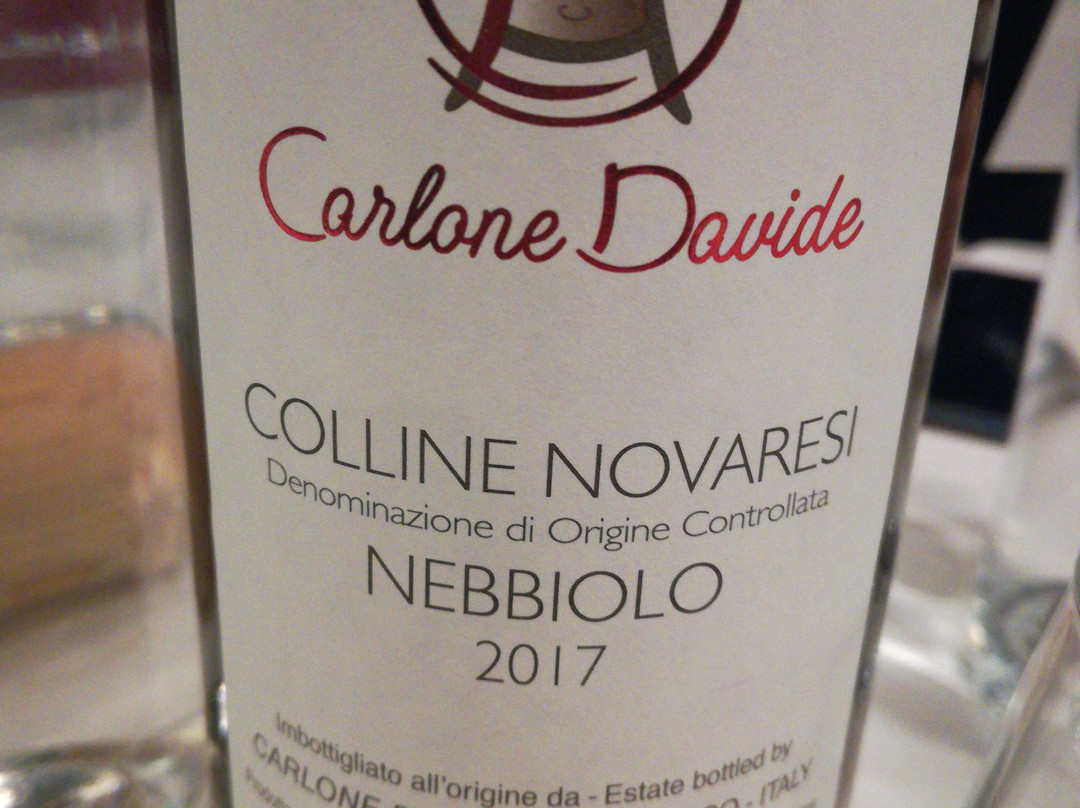 Carlone Davide
COLLINE NOVARESI
Denominazione di Origine Controllata
NEBBIOLO
2017
Imbottigliato all'origine da - Estate bottled by
CARLONE - ITALY